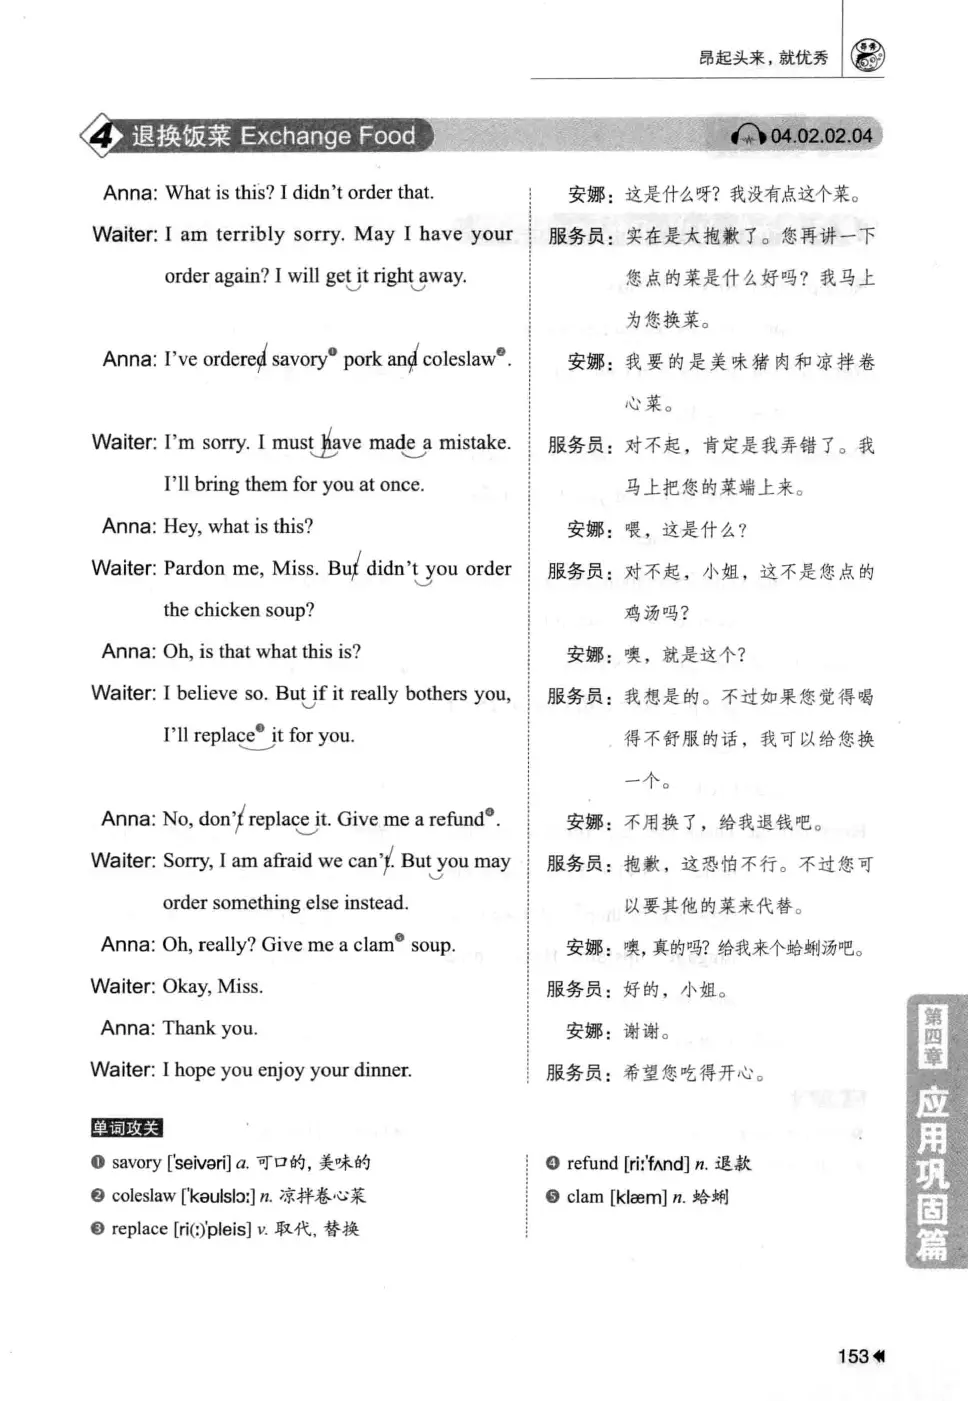 昂起头来，就优秀
4 退换饭菜 Exchange Food
04.02.02.04
Anna: What is this? I didn't order that.
Waiter: I am terribly sorry. May I have your
order again? I will get it right away.
Anna: I've ordered savory❶ pork and coleslaw❷.
Waiter: I'm sorry. I must have made a mistake.
I'll bring them for you at once.
Anna: Hey, what is this?
Waiter: Pardon me, Miss. But didn't you order
the chicken soup?
Anna: Oh, is that what this is?
Waiter: I believe so. But if it really bothers you,
I'll replace❸ it for you.
Anna: No, don't replace it. Give me a refund❹.
Waiter: Sorry, I am afraid we can't. But you may
order something else instead.
Anna: Oh, really? Give me a clam❺ soup.
Waiter: Okay, Miss.
Anna: Thank you.
Waiter: I hope you enjoy your dinner.
安娜：这是什么呀？我没有点这个菜。
服务员：实在是太抱歉了。您再讲一下
您点的菜是什么好吗？我马上
为您换菜。
安娜：我要的是美味猪肉和凉拌卷
心菜。
服务员：对不起，肯定是我弄错了。我
马上把您的菜端上来。
安娜：喂，这是什么？
服务员：对不起，小姐，这不是您点的
鸡汤吗？
安娜：噢，就是这个？
服务员：我想是的。不过如果您觉得喝
得不舒服的话，我可以给您换
一个。
安娜：不用换了，给我退钱吧。
服务员：抱歉，这恐怕不行。不过您可
以要其他的菜来代替。
安娜：噢，真的吗？给我来个蛤蜊汤吧。
服务员：好的，小姐。
安娜：谢谢。
服务员：希望您吃得开心。
单词攻关
❶ savory ['seivəri] a. 可口的，美味的
❷ coleslaw ['kəulslɔ:] n. 凉拌卷心菜
❸ replace [ri(:)'pleis] v. 取代，替换
❹ refund [ri:'fʌnd] n. 退款
❺ clam [klæm] n. 蛤蜊
第四章
应用巩固篇
153